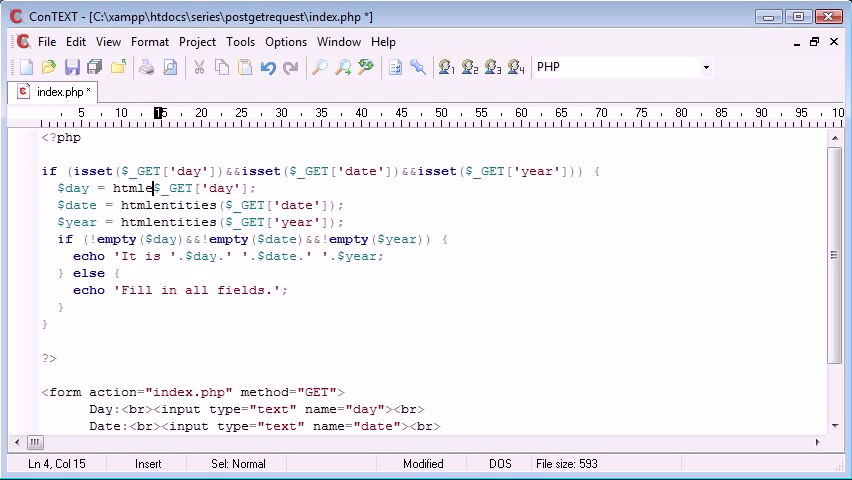 ConTEXT - [C:\xampp\htdocs\series\postgetrequest\index.php *]
File Edit View Format Project Tools Options Window Help
1 2 3 4 PHP
index.php *
5 10 15 20 25 30 35 40 45 50 55 60 65 70 75 80 85 90 95 10
<?php
if (isset($_GET['day'])&&isset($_GET['date'])&&isset($_GET['year'])) {
$day = htmle$_GET['day'];
$date = htmlentities($_GET['date']);
$year = htmlentities($_GET['year']);
if (!empty($day)&&!empty($date)&&!empty($year)) {
echo 'It is '.$day.' '.$date.' '.$year;
} else {
echo 'Fill in all fields.';
}
}
?>
<form action="index.php" method="GET">
Day:<br><input type="text" name="day"><br>
Date:<br><input type="text" name="date"><br>
Ln 4, Col 15 Insert Sel: Normal Modified DOS File size: 593